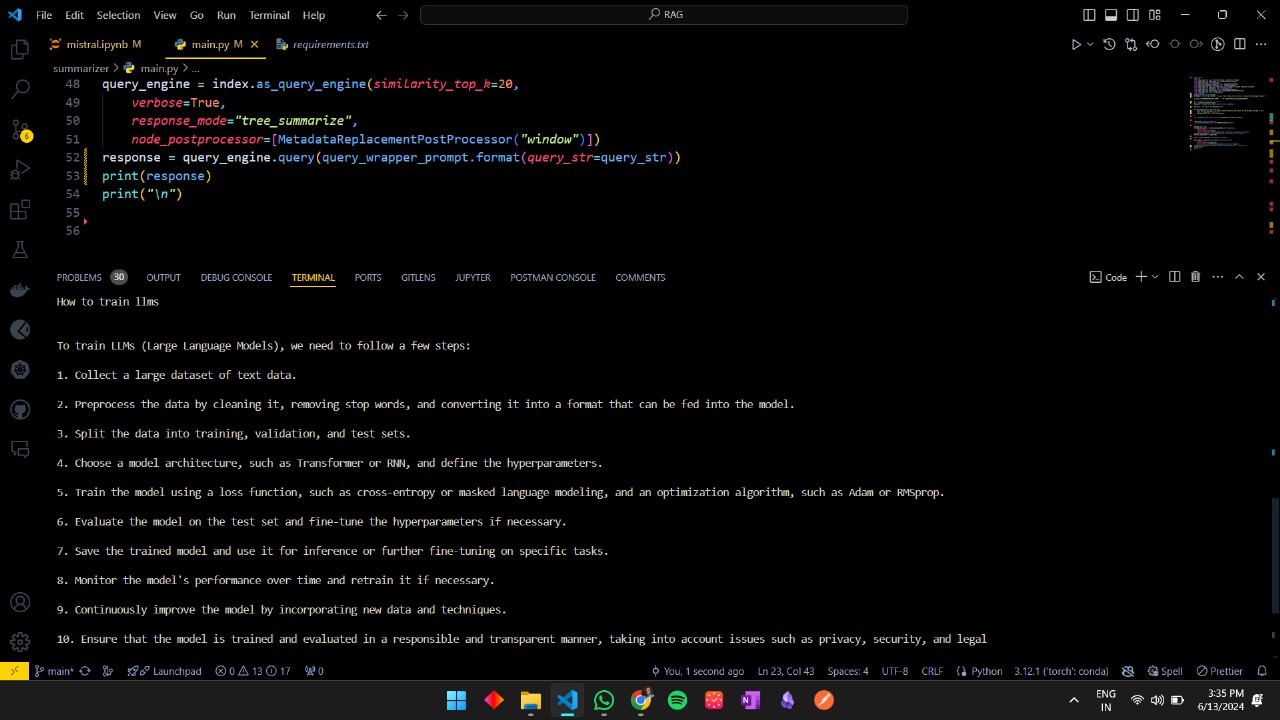 File Edit Selection View Go Run Terminal Help RAG
mistral.ipynb M main.py M requirements.txt
summarizer > main.py > ...
48 query_engine = index.as_query_engine(similarity_top_k=20,
49 verbose=True,
50 response_mode="tree_summarize",
51 node_postprocessor=[MetadataReplacementPostProcessor("window")])
52 response = query_engine.query(query_wrapper_prompt.format(query_str=query_str))
53 print(response)
54 print("\n")
55
56
PROBLEMS 30 OUTPUT DEBUG CONSOLE TERMINAL PORTS GITLENS JUPYTER POSTMAN CONSOLE COMMENTS Code
How to train llms
To train LLMs (Large Language Models), we need to follow a few steps:
1. Collect a large dataset of text data.
2. Preprocess the data by cleaning it, removing stop words, and converting it into a format that can be fed into the model.
3. Split the data into training, validation, and test sets.
4. Choose a model architecture, such as Transformer or RNN, and define the hyperparameters.
5. Train the model using a loss function, such as cross-entropy or masked language modeling, and an optimization algorithm, such as Adam or RMSprop.
6. Evaluate the model on the test set and fine-tune the hyperparameters if necessary.
7. Save the trained model and use it for inference or further fine-tuning on specific tasks.
8. Monitor the model's performance over time and retrain it if necessary.
9. Continuously improve the model by incorporating new data and techniques.
10. Ensure that the model is trained and evaluated in a responsible and transparent manner, taking into account issues such as privacy, security, and legal
main* Launchpad 0 13 17 0 You, 1 second ago Ln 23, Col 43 Spaces: 4 UTF-8 CRLF Python 3.12.1 ('torch': conda) Spell Prettier
6
ENG 3:35 PM
IN 6/13/2024